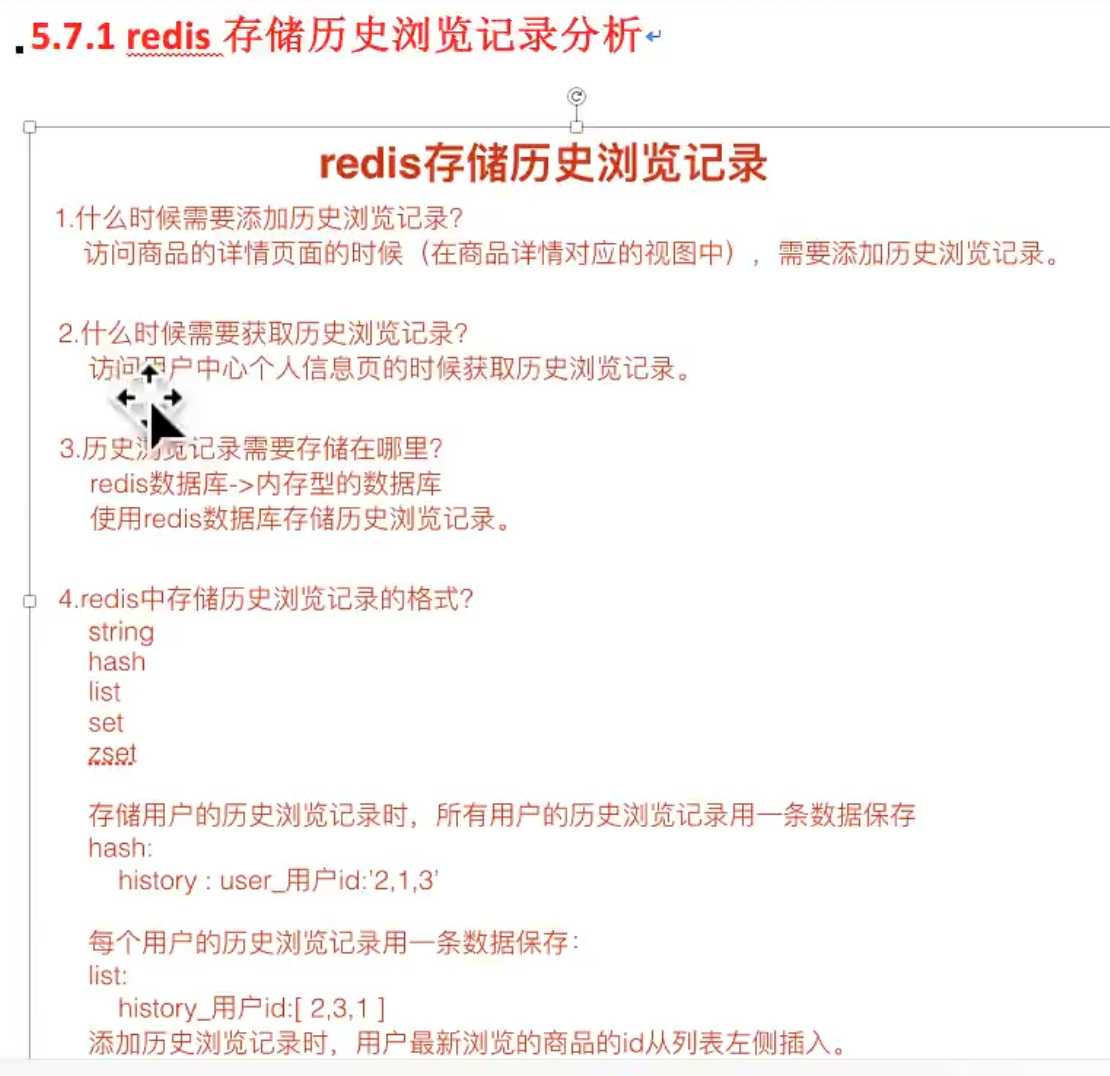 5.7.1 redis 存储历史浏览记录分析
redis存储历史浏览记录
1.什么时候需要添加历史浏览记录？
访问商品的详情页面的时候（在商品详情对应的视图中），需要添加历史浏览记录。
2.什么时候需要获取历史浏览记录？
访问用户中心个人信息页的时候获取历史浏览记录。
3.历史浏览记录需要存储在哪里？
redis数据库->内存型的数据库
使用redis数据库存储历史浏览记录。
4.redis中存储历史浏览记录的格式？
string
hash
list
set
zset
存储用户的历史浏览记录时，所有用户的历史浏览记录用一条数据保存
hash:
history : user_用户id:'2,1,3'
每个用户的历史浏览记录用一条数据保存：
list:
history_用户id:[ 2,3,1 ]
添加历史浏览记录时，用户最新浏览的商品的id从列表左侧插入。